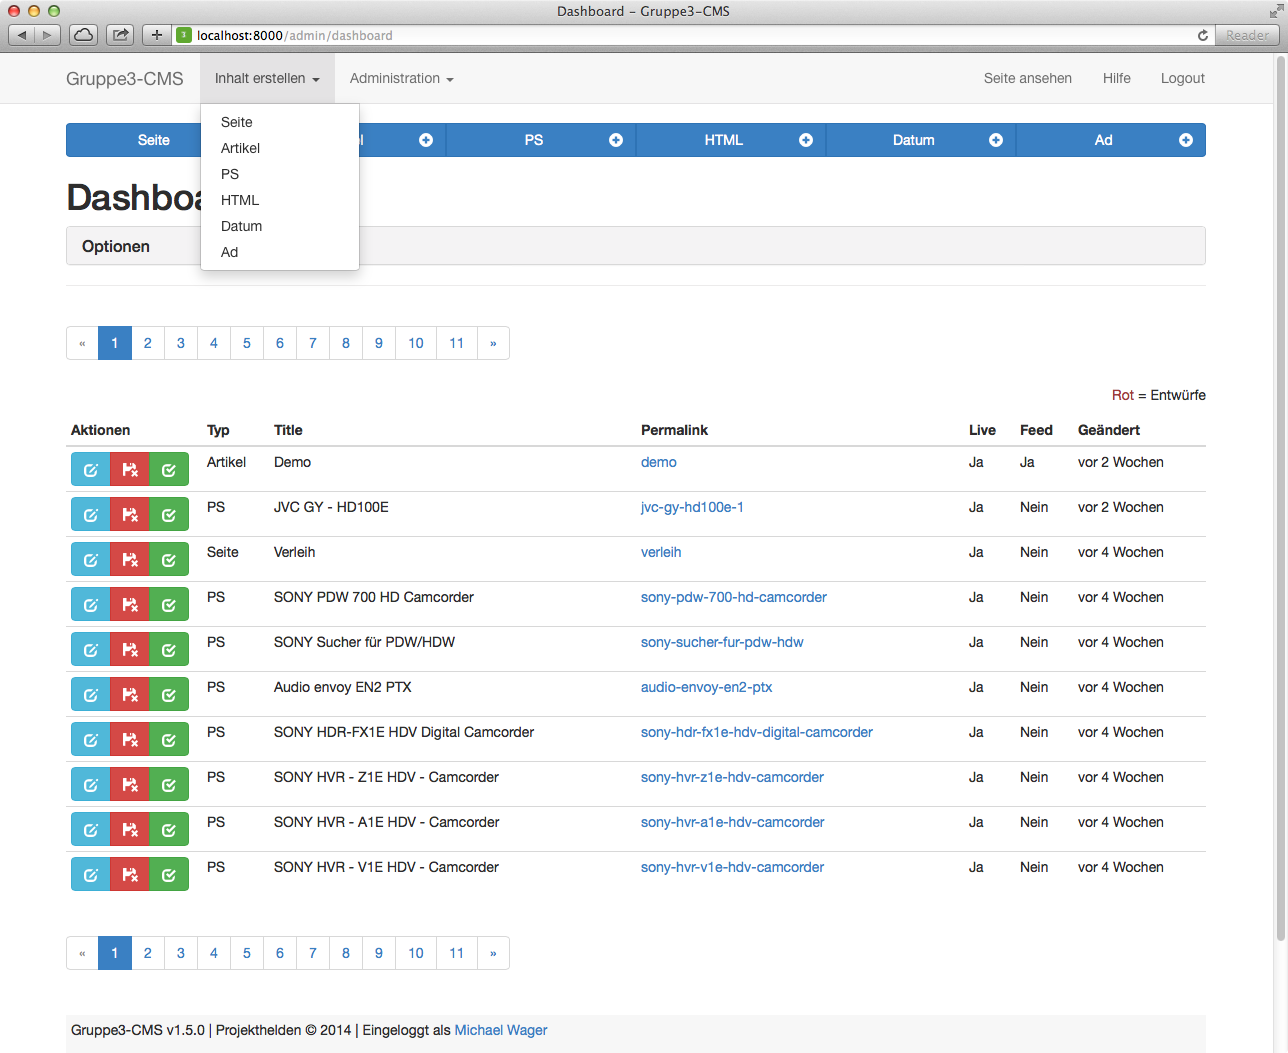 Dashboard – Gruppe3-CMS
localhost:8000/admin/dashboard
Reader
Gruppe3-CMS Inhalt erstellen Administration Seite ansehen Hilfe Logout
Seite
Artikel
PS
HTML
Datum
Ad
Seite l PS HTML Datum Ad
Dashboa
Optionen
« 1 2 3 4 5 6 7 8 9 10 11 »
Rot = Entwürfe
Aktionen Typ Title Permalink Live Feed Geändert
Artikel Demo demo Ja Ja vor 2 Wochen
PS JVC GY - HD100E jvc-gy-hd100e-1 Ja Nein vor 2 Wochen
Seite Verleih verleih Ja Nein vor 4 Wochen
PS SONY PDW 700 HD Camcorder sony-pdw-700-hd-camcorder Ja Nein vor 4 Wochen
PS SONY Sucher für PDW/HDW sony-sucher-fur-pdw-hdw Ja Nein vor 4 Wochen
PS Audio envoy EN2 PTX audio-envoy-en2-ptx Ja Nein vor 4 Wochen
PS SONY HDR-FX1E HDV Digital Camcorder sony-hdr-fx1e-hdv-digital-camcorder Ja Nein vor 4 Wochen
PS SONY HVR - Z1E HDV - Camcorder sony-hvr-z1e-hdv-camcorder Ja Nein vor 4 Wochen
PS SONY HVR - A1E HDV - Camcorder sony-hvr-a1e-hdv-camcorder Ja Nein vor 4 Wochen
PS SONY HVR - V1E HDV - Camcorder sony-hvr-v1e-hdv-camcorder Ja Nein vor 4 Wochen
« 1 2 3 4 5 6 7 8 9 10 11 »
Gruppe3-CMS v1.5.0 | Projekthelden © 2014 | Eingeloggt als Michael Wager